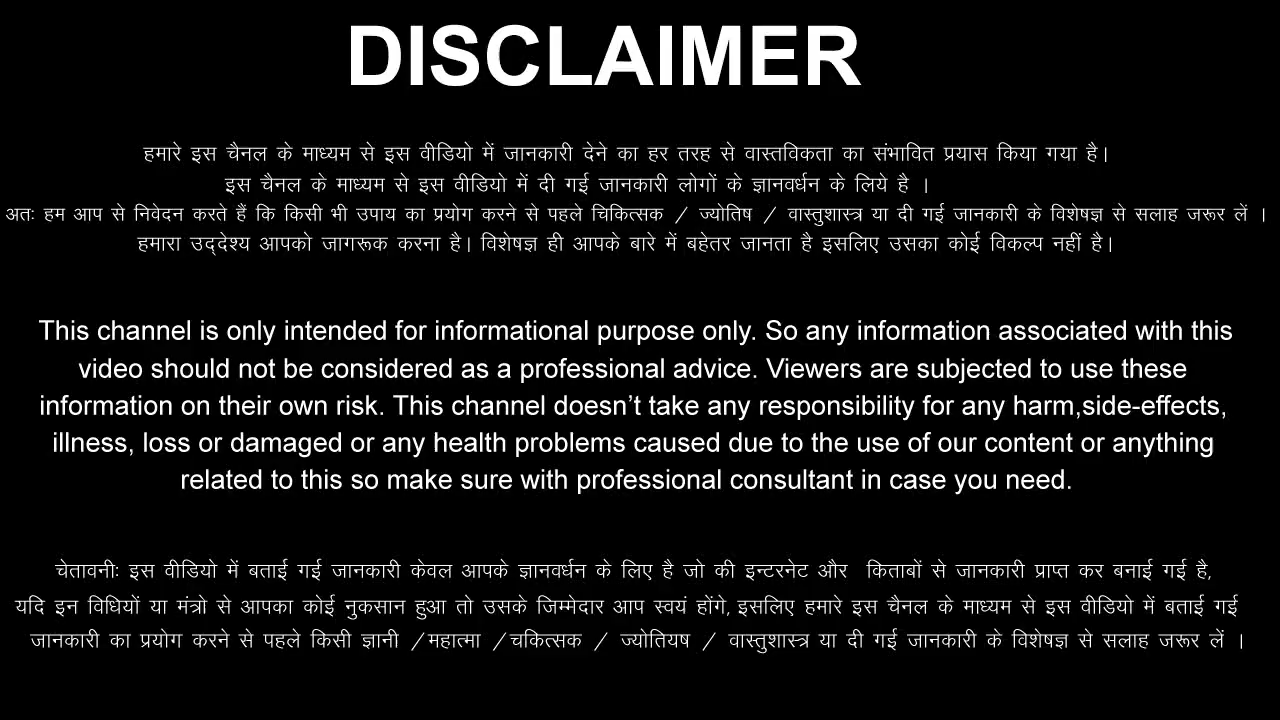 DISCLAIMER
हमारे इस चैनल के माध्यम से इस वीडियो में जानकारी देने का हर तरह से वास्तविकता का संभावित प्रयास किया गया है।
इस चैनल के माध्यम से इस वीडियो में दी गई जानकारी लोगों के ज्ञानवर्धन के लिये है ।
अतः हम आप से निवेदन करते हैं कि किसी भी उपाय का प्रयोग करने से पहले चिकित्सक / ज्योतिष / वास्तुशास्त्र या दी गई जानकारी के विशेषज्ञ से सलाह जरूर लें ।
हमारा उद्देश्य आपको जागरूक करना है। विशेषज्ञ ही आपके बारे में बहेतर जानता है इसलिए उसका कोई विकल्प नहीं है।
This channel is only intended for informational purpose only. So any information associated with this
video should not be considered as a professional advice. Viewers are subjected to use these
information on their own risk. This channel doesn’t take any responsibility for any harm,side-effects,
illness, loss or damaged or any health problems caused due to the use of our content or anything
related to this so make sure with professional consultant in case you need.
चेतावनीः इस वीडियो में बताई गई जानकारी केवल आपके ज्ञानवर्धन के लिए है जो की इन्टरनेट और किताबों से जानकारी प्राप्त कर बनाई गई है,
यदि इन विधियों या मंत्रो से आपका कोई नुकसान हुआ तो उसके जिम्मेदार आप स्वयं होंगे, इसलिए हमारे इस चैनल के माध्यम से इस वीडियो में बताई गई
जानकारी का प्रयोग करने से पहले किसी ज्ञानी /महात्मा /चकित्सक / ज्योतियष / वास्तुशास्त्र या दी गई जानकारी के विशेषज्ञ से सलाह जरूर लें ।